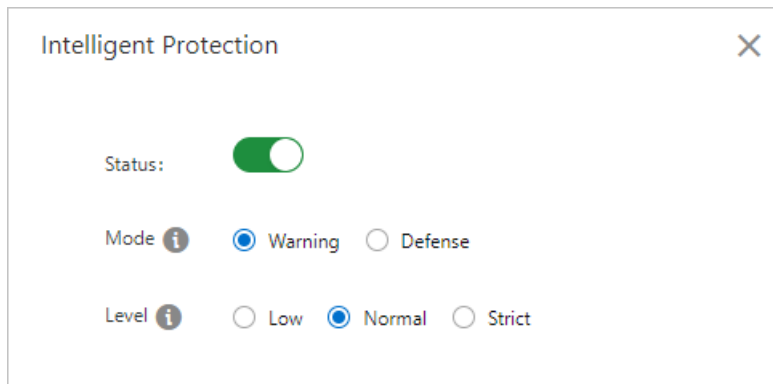 Intelligent Protection
Status:
Mode Warning Defense
Level Low Normal Strict